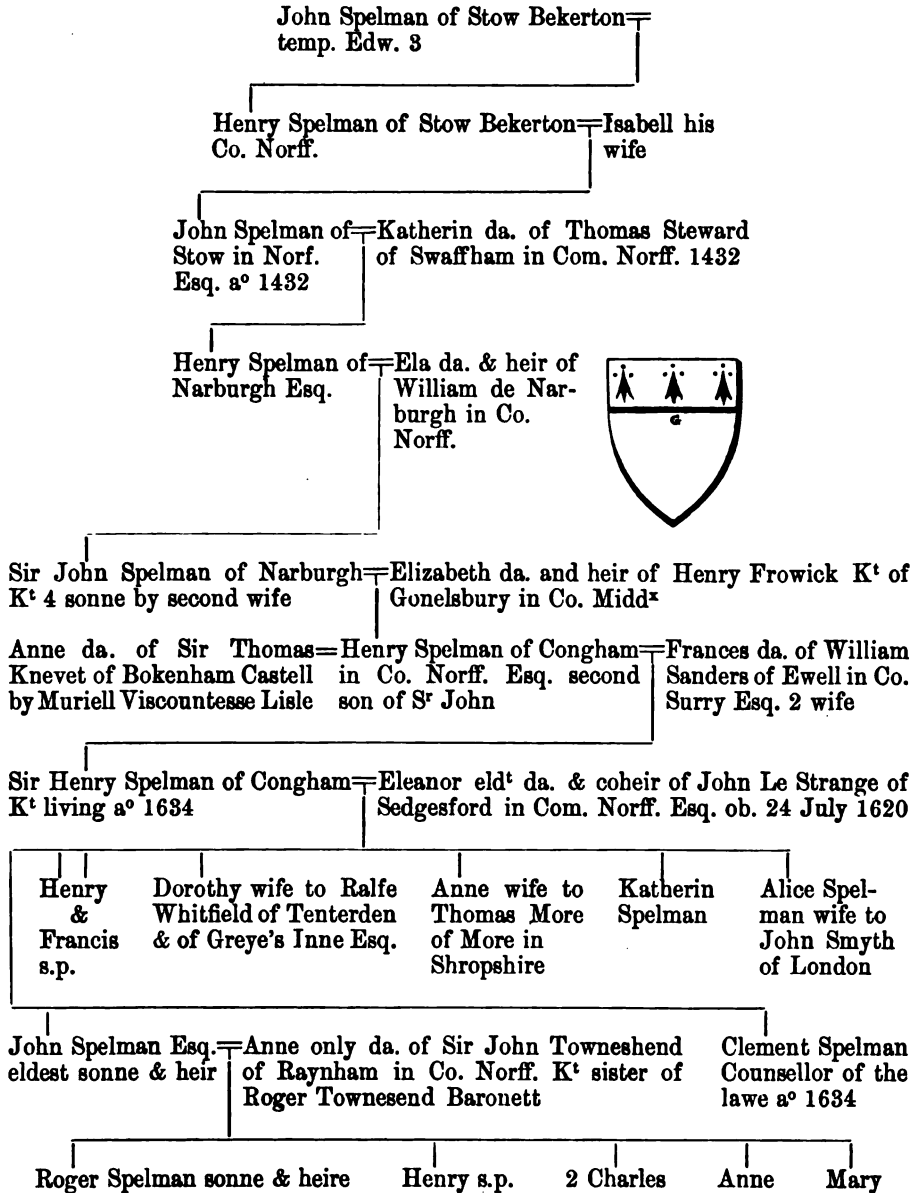 John Spelman of Stow Bekerton=
temp. Edw. 3
Henry Spelman of Stow Bekerton=Isabell his
Co. Norff. wife
John Spelman of=Katherin da. of Thomas Steward
Stow in Norf. of Swaffham in Com. Norff. 1432
Esq. aº 1432
Henry Spelman of=Ela da. & heir of
Narburgh Esq. William de Nar-
burgh in Co.
Norff.
G
Sir John Spelman of Narburgh=Elizabeth da. and heir of Henry Frowick Kᵗ of
Kᵗ 4 sonne by second wife Gonelsbury in Co. Middˣ
Anne da. of Sir Thomas=Henry Spelman of Congham=Frances da. of William
Knevet of Bokenham Castell in Co. Norff. Esq. second Sanders of Ewell in Co.
by Muriell Viscountesse Lisle son of Sʳ John Surry Esq. 2 wife
Sir Henry Spelman of Congham=Eleanor eldᵗ da. & coheir of John Le Strange of
Kᵗ living aº 1634 Sedgesford in Com. Norff. Esq. ob. 24 July 1620
Henry Dorothy wife to Ralfe Anne wife to Katherin Alice Spel-
& Whitfield of Tenterden Thomas More Spelman man wife to
Francis & of Greye's Inne Esq. of More in John Smyth
s.p. Shropshire of London
John Spelman Esq.=Anne only da. of Sir John Towneshend Clement Spelman
eldest sonne & heir of Raynham in Co. Norff. Kᵗ sister of Counsellor of the
Roger Townesend Baronett lawe aº 1634
Roger Spelman sonne & heire Henry s.p. 2 Charles Anne Mary